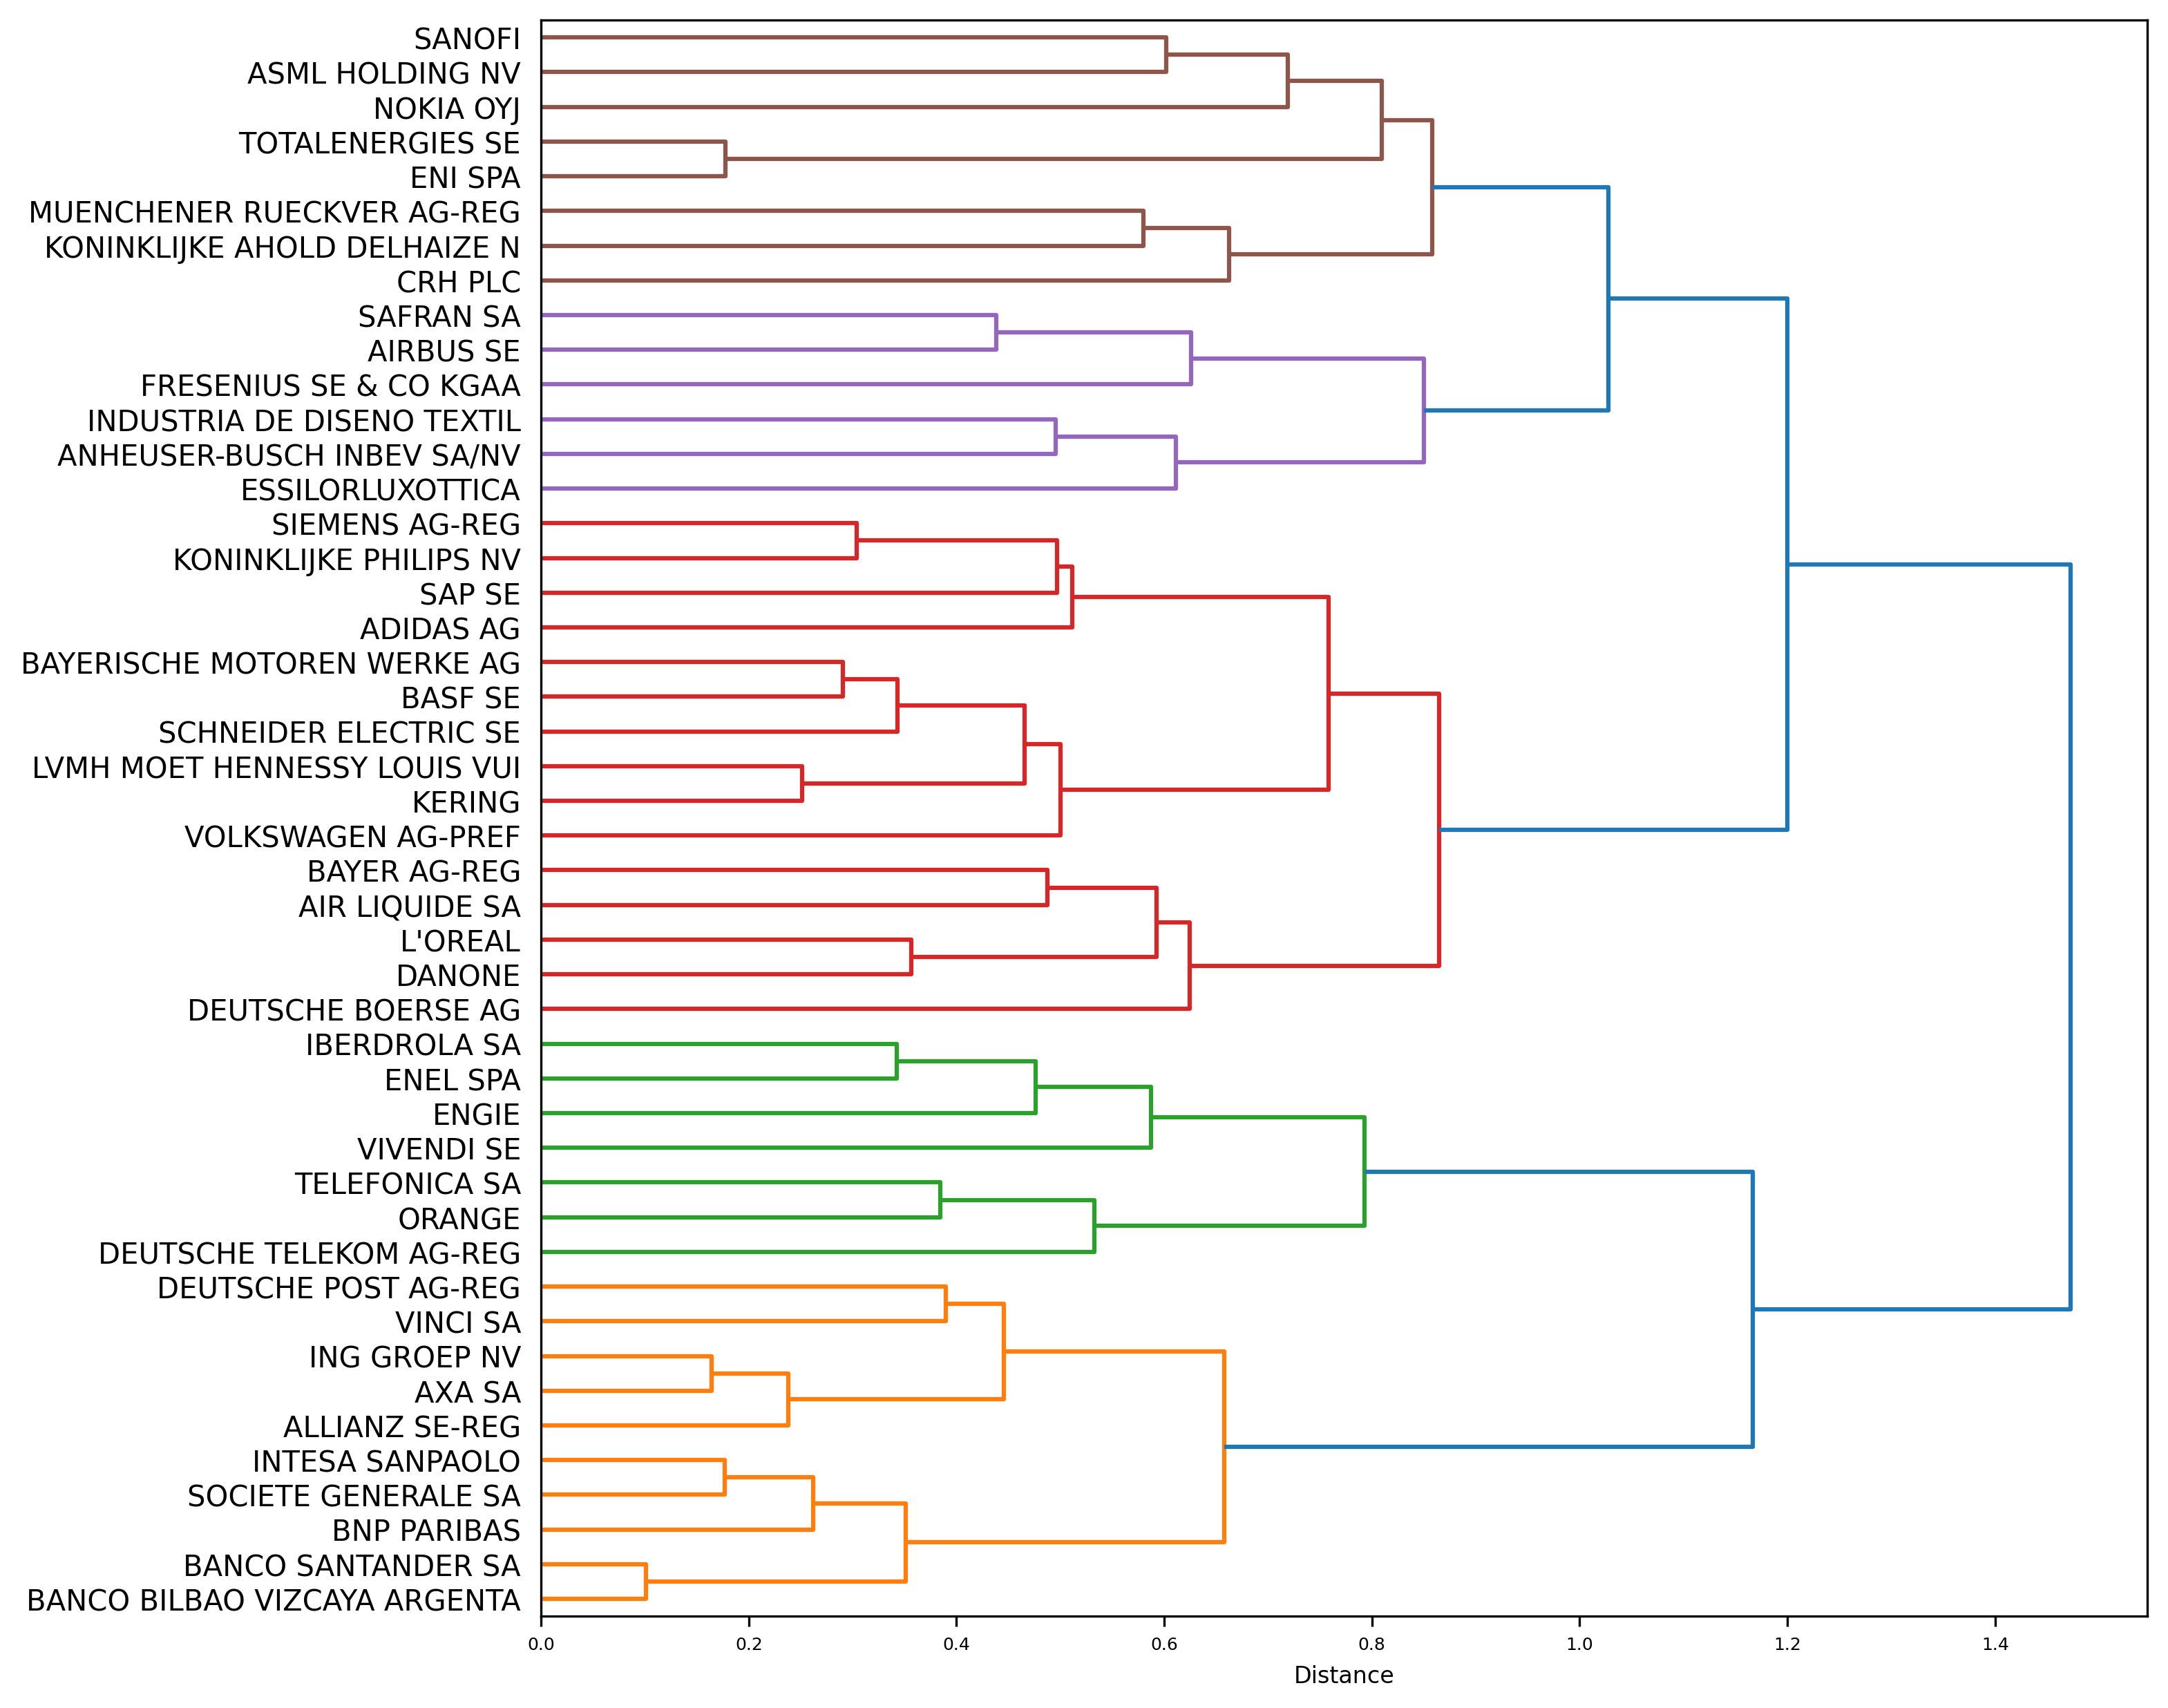 SANOFI
ASML HOLDING NV
NOKIA OYJ
TOTALENERGIES SE
ENI SPA
MUENCHENER RUECKVER AG-REG
KONINKLIJKE AHOLD DELHAIZE N
CRH PLC
SAFRAN SA
AIRBUS SE
FRESENIUS SE & CO KGAA
INDUSTRIA DE DISENO TEXTIL
ANHEUSER-BUSCH INBEV SA/NV
ESSILORLUXOTTICA
SIEMENS AG-REG
KONINKLIJKE PHILIPS NV
SAP SE
ADIDAS AG
BAYERISCHE MOTOREN WERKE AG
BASF SE
SCHNEIDER ELECTRIC SE
LVMH MOET HENNESSY LOUIS VUI
KERING
VOLKSWAGEN AG-PREF
BAYER AG-REG
AIR LIQUIDE SA
L'OREAL
DANONE
DEUTSCHE BOERSE AG
IBERDROLA SA
ENEL SPA
ENGIE
VIVENDI SE
TELEFONICA SA
ORANGE
DEUTSCHE TELEKOM AG-REG
DEUTSCHE POST AG-REG
VINCI SA
ING GROEP NV
AXA SA
ALLIANZ SE-REG
INTESA SANPAOLO
SOCIETE GENERALE SA
BNP PARIBAS
BANCO SANTANDER SA
BANCO BILBAO VIZCAYA ARGENTA
0.0 0.2 0.4 0.6 0.8 1.0 1.2 1.4
Distance